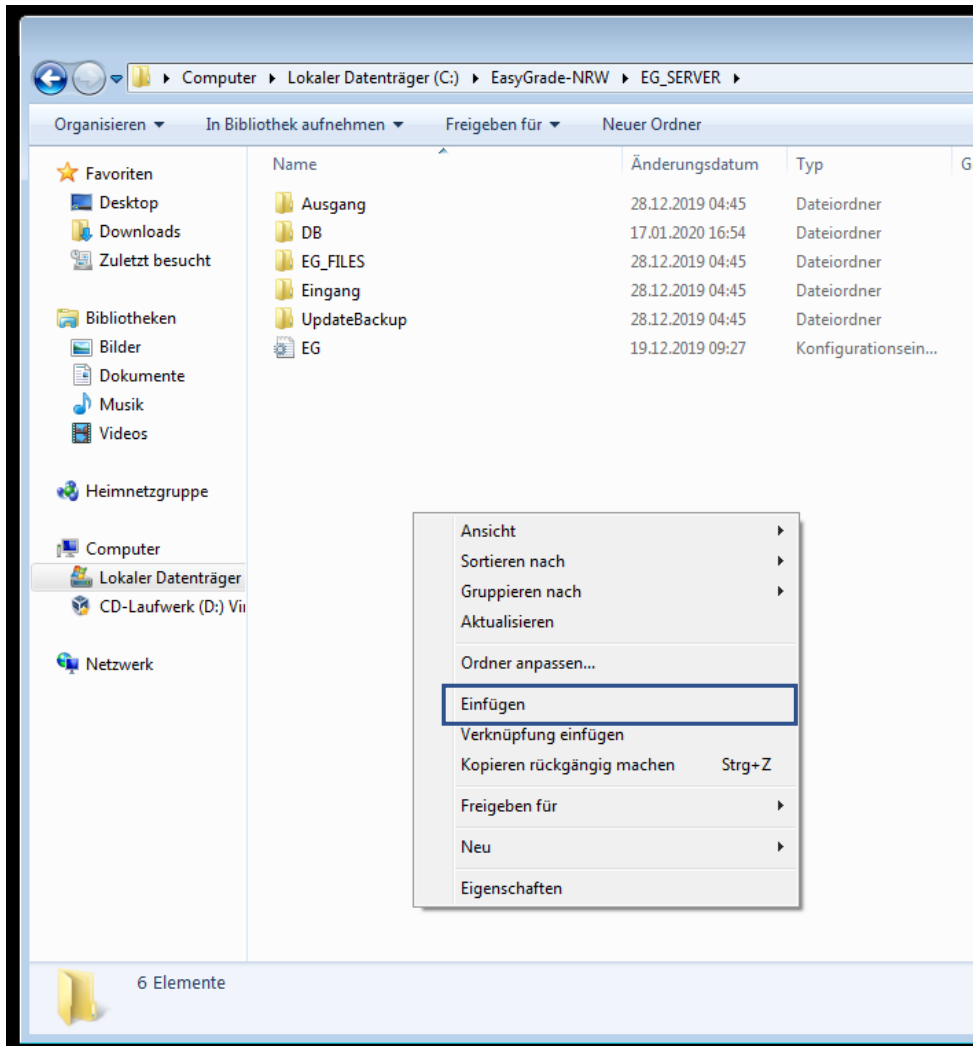 Computer Lokaler Datenträger (C:) EasyGrade-NRW EG_SERVER
Organisieren In Bibliothek aufnehmen Freigeben für Neuer Ordner
Favoriten
Desktop
Downloads
Zuletzt besucht
Bibliotheken
Bilder
Dokumente
Musik
Videos
Heimnetzgruppe
Computer
Lokaler Datenträger
CD-Laufwerk (D:) Vir
Netzwerk
Name Änderungsdatum Typ G
Ausgang 28.12.2019 04:45 Dateiordner
DB 17.01.2020 16:54 Dateiordner
EG_FILES 28.12.2019 04:45 Dateiordner
Eingang 28.12.2019 04:45 Dateiordner
UpdateBackup 28.12.2019 04:45 Dateiordner
EG 19.12.2019 09:27 Konfigurationsein...
Ansicht
Sortieren nach
Gruppieren nach
Aktualisieren
Ordner anpassen...
Einfügen
Verknüpfung einfügen
Kopieren rückgängig machen Strg+Z
Freigeben für
Neu
Eigenschaften
6 Elemente